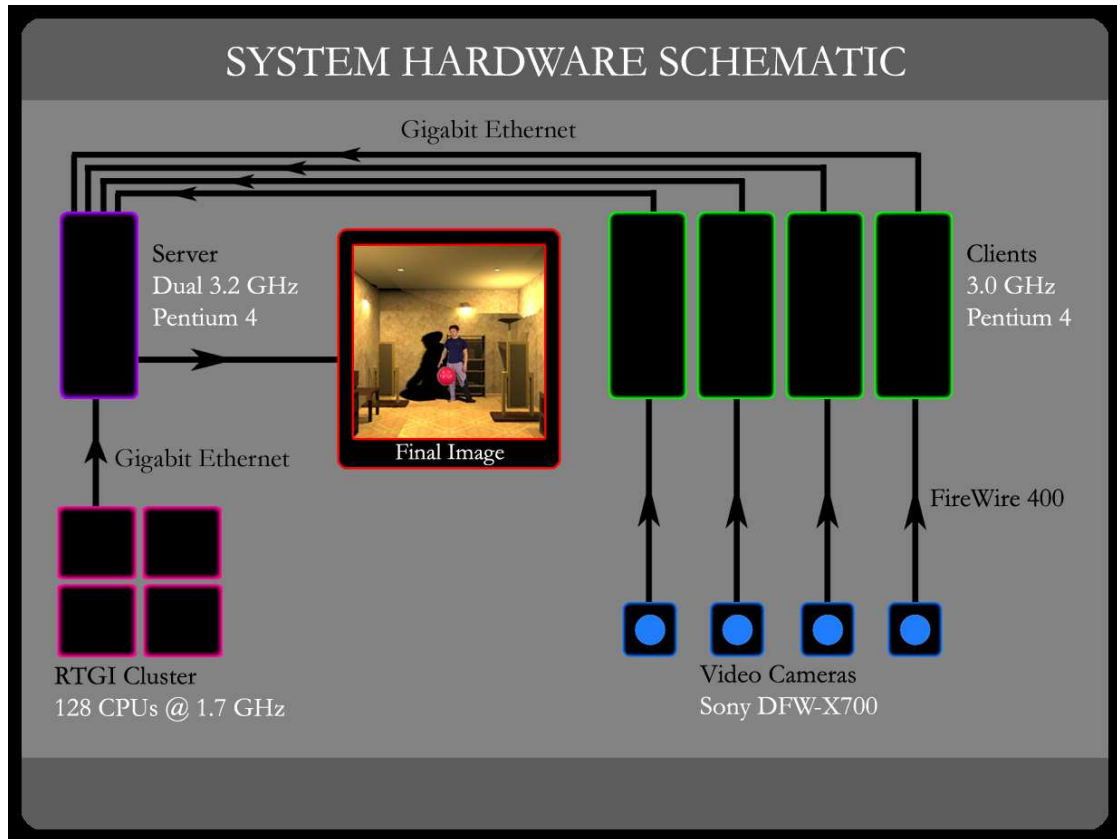 SYSTEM HARDWARE SCHEMATIC
Gigabit Ethernet
Server
Dual 3.2 GHz
Pentium 4
Clients
3.0 GHz
Pentium 4
Final Image
Gigabit Ethernet
FireWire 400
RTGI Cluster
128 CPUs @ 1.7 GHz
Video Cameras
Sony DFW-X700